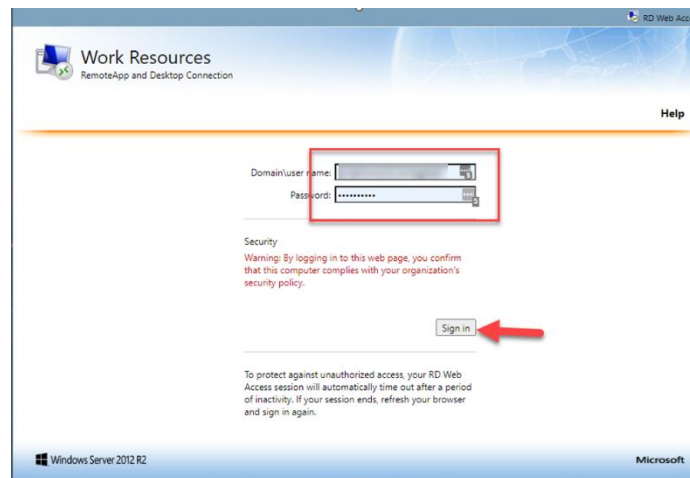 RD Web Acc
Work Resources
RemoteApp and Desktop Connection
Help
Domain\user name:
Password: ••••••••••
Security
Warning: By logging in to this web page, you confirm
that this computer complies with your organization's
security policy.
Sign in
To protect against unauthorized access, your RD Web
Access session will automatically time out after a period
of inactivity. If your session ends, refresh your browser
and sign in again.
Windows Server 2012 R2
Microsoft